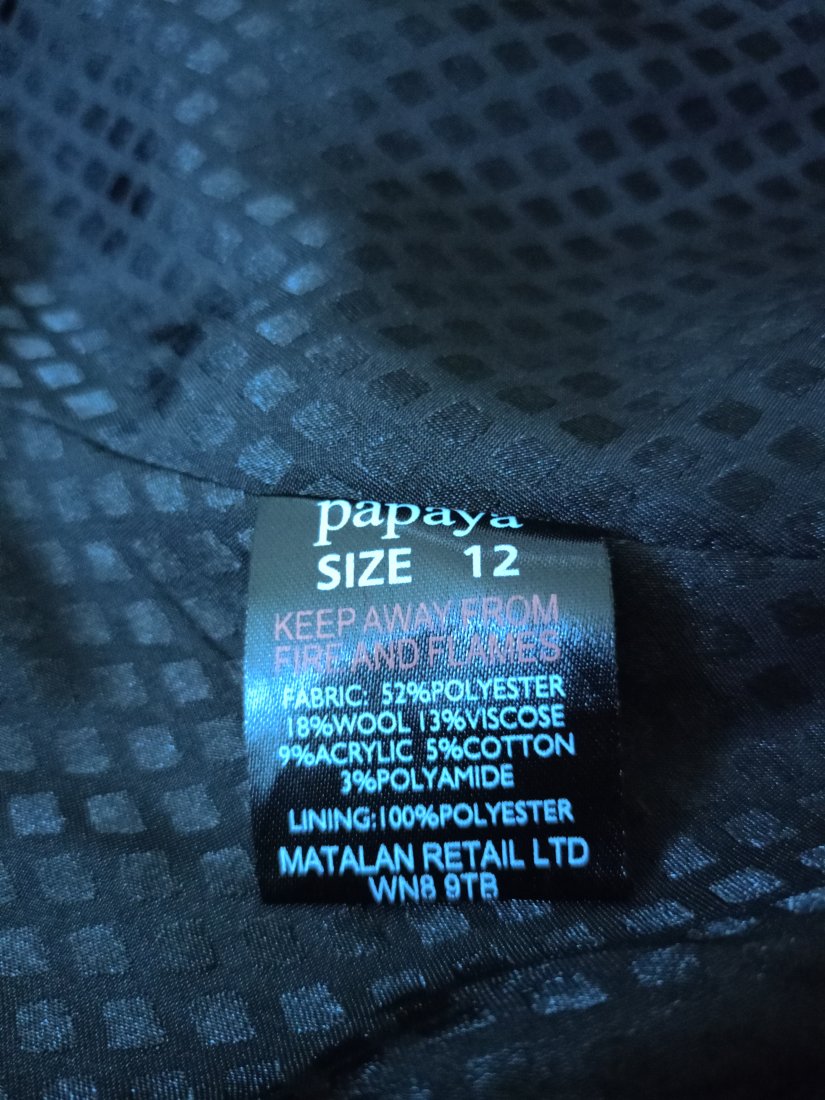 papaya
SIZE 12
KEEP AWAY FROM
FIRE AND FLAMES
FABRIC: 52%POLYESTER
18%WOOL 13%VISCOSE
9%ACRYLIC 5%COTTON
3%POLYAMIDE
LINING:100%POLYESTER
MATALAN RETAIL LTD
WN8 9TB